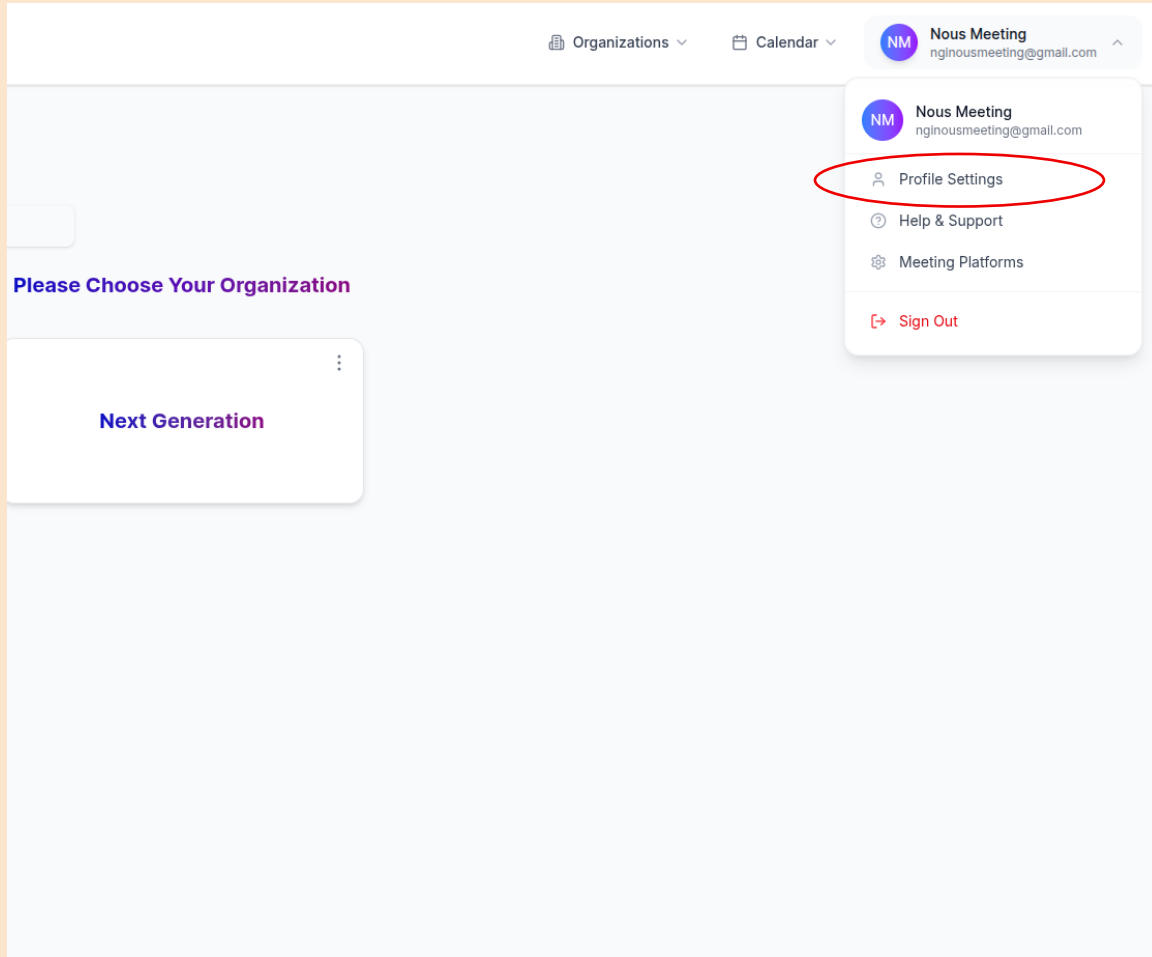 Organizations
Calendar
NM
Nous Meeting
nginousmeeting@gmail.com
NM
Nous Meeting
nginousmeeting@gmail.com
Profile Settings
Help & Support
Meeting Platforms
Sign Out
Please Choose Your Organization
Next Generation